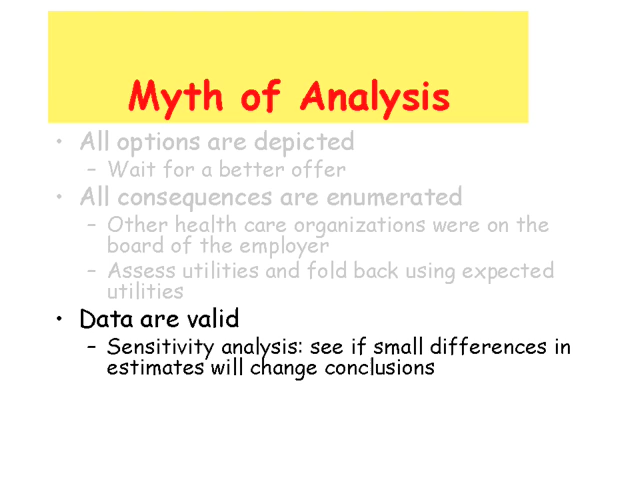 Myth of Analysis
• All options are depicted
– Wait for a better offer
• All consequences are enumerated
– Other health care organizations were on the
board of the employer
– Assess utilities and fold back using expected
utilities
• Data are valid
– Sensitivity analysis: see if small differences in
estimates will change conclusions